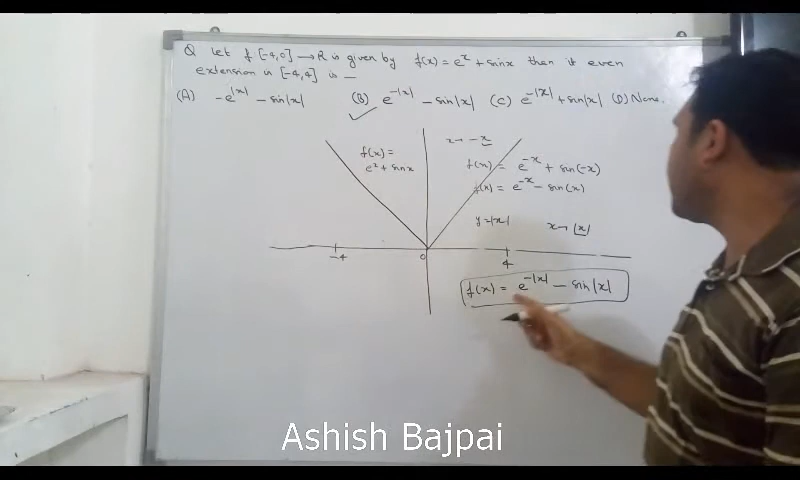 Q Let f [-4,0] → R is given by f(x) = e^x + sinx then it even
extension is [-4,4] is —
(A) -e^|x| - sin|x| (B) e^-|x| - sin|x| (C) e^-|x| + sin|x| (D) None.
f(x) =
e^x + sinx
x → -x
f(x) = e^-x + sin(-x)
f(x) = e^-x - sin(x)
y = |x|
x → |x|
-4 0 4
f(x) = e^-|x| - sin|x|
Ashish Bajpai